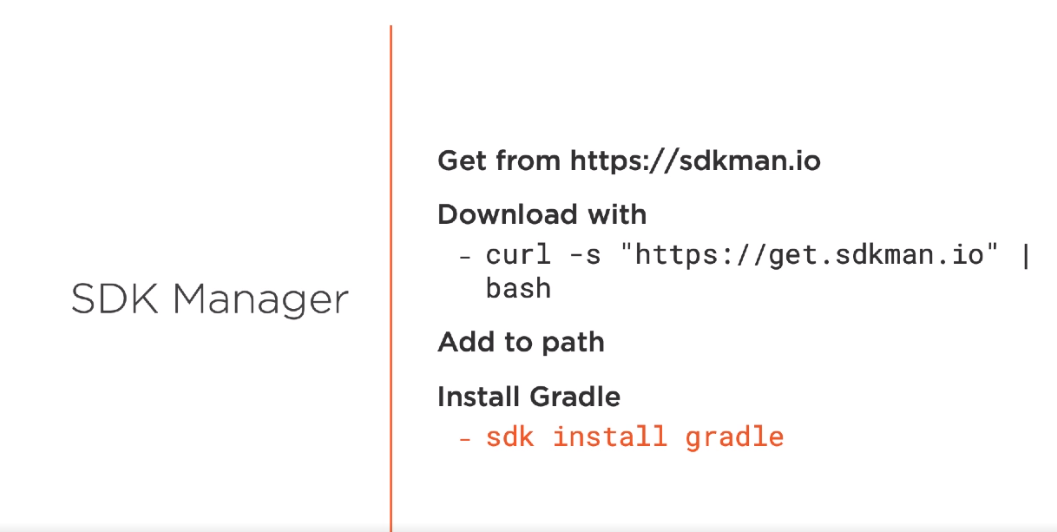 SDK Manager
Get from https://sdkman.io
Download with
- curl -s "https://get.sdkman.io" |
bash
Add to path
Install Gradle
- sdk install gradle